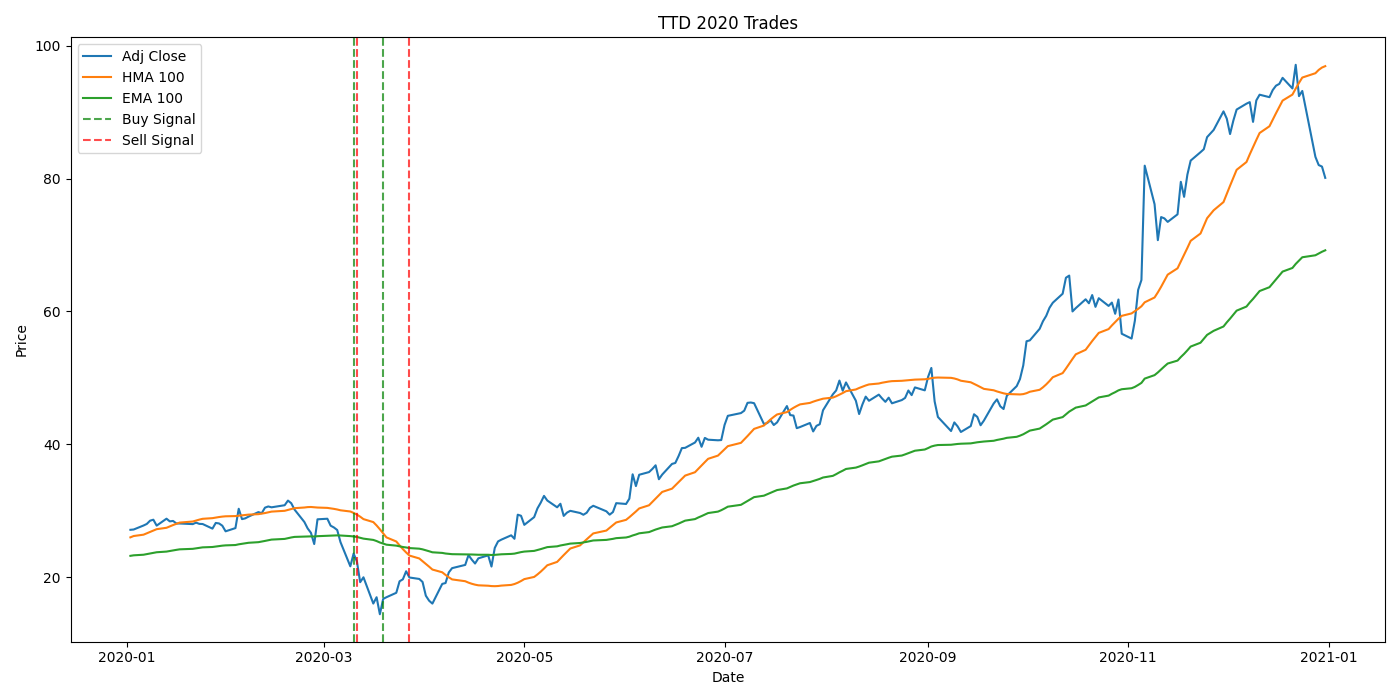 TTD 2020 Trades
Adj Close
HMA 100
EMA 100
Buy Signal
Sell Signal
100
80
60
40
20
Price
2020-01
2020-03
2020-05
2020-07
2020-09
2020-11
2021-01
Date